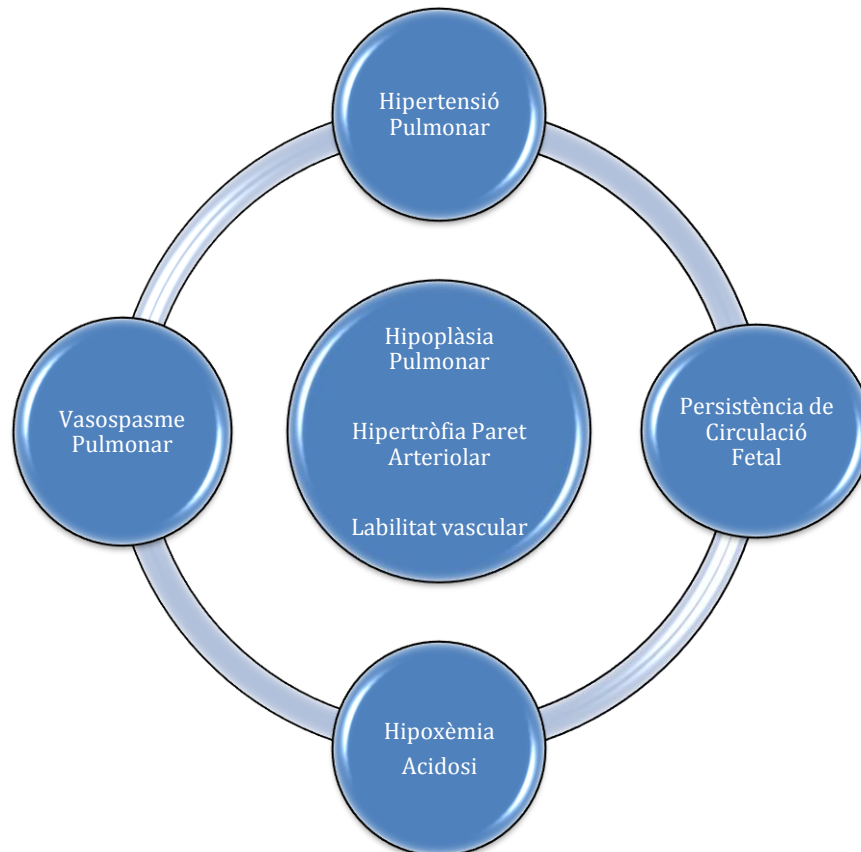 Hipertensió
Pulmonar
Hipoplàsia
Pulmonar
Hipertròfia Paret
Arteriolar
Labilitat vascular
Vasospasme
Pulmonar
Persistència de
Circulació
Fetal
Hipoxèmia
Acidosi